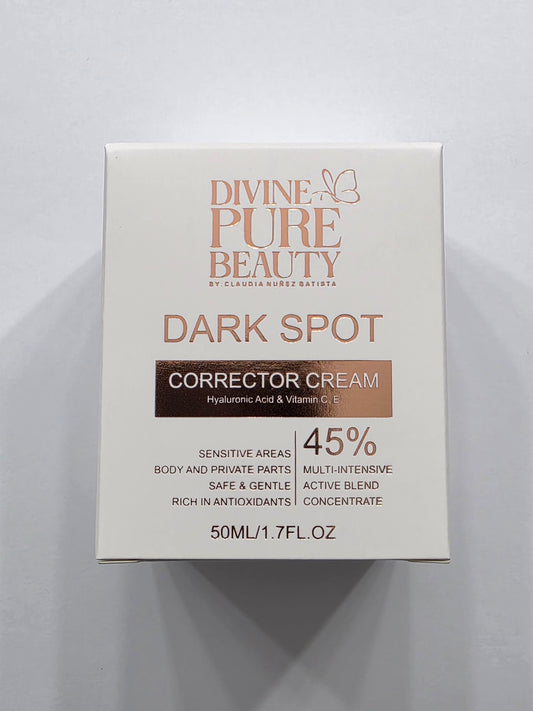 DIVINE
PURE
BEAUTY
BY: CLAUDIA NUÑEZ BATISTA
DARK SPOT
CORRECTOR CREAM
Hyaluronic Acid & Vitamin C, E
SENSITIVE AREAS
BODY AND PRIVATE PARTS
SAFE & GENTLE
RICH IN ANTIOXIDANTS
45%
MULTI-INTENSIVE
ACTIVE BLEND
CONCENTRATE
50ML/1.7FL.OZ